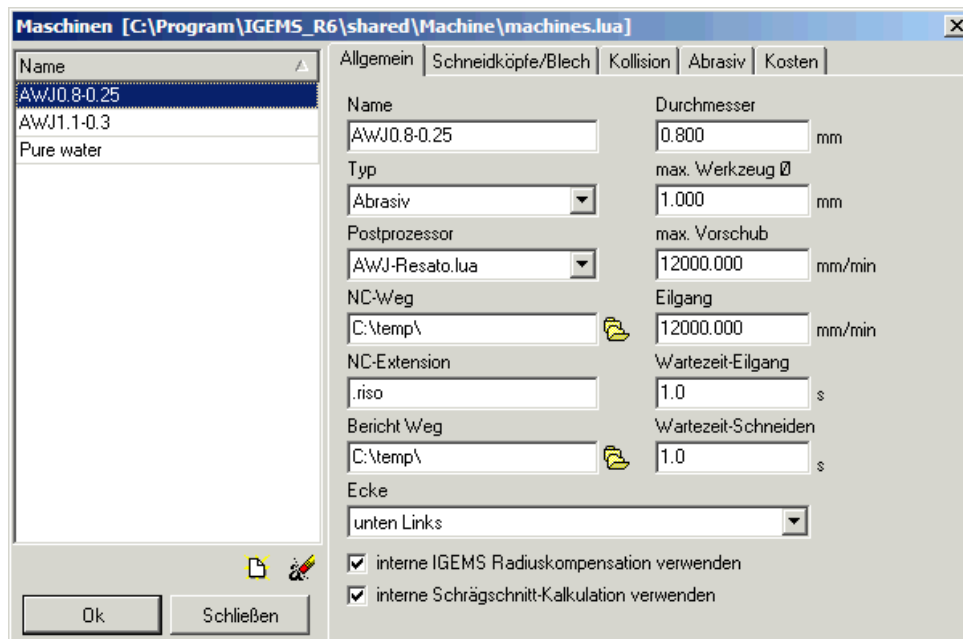 Maschinen [C:\Program\IGEMS_R6\shared\Machine\machines.lua]
Name
AWJ0.8-0.25
AWJ1.1-0.3
Pure water
Ok
Schließen
Allgemein
Schneidköpfe/Blech
Kollision
Abrasiv
Kosten
Name
AWJ0.8-0.25
Durchmesser
0.800 mm
Typ
Abrasiv
max. Werkzeug Ø
1.000 mm
Postprozessor
AWJ-Resato.lua
max. Vorschub
12000.000 mm/min
NC-Weg
C:\temp\
Eilgang
12000.000 mm/min
NC-Extension
.riso
Wartezeit-Eilgang
1.0 s
Bericht Weg
C:\temp\
Wartezeit-Schneiden
1.0 s
Ecke
unten Links
interne IGEMS Radiuskompensation verwenden
interne Schrägschnitt-Kalkulation verwenden